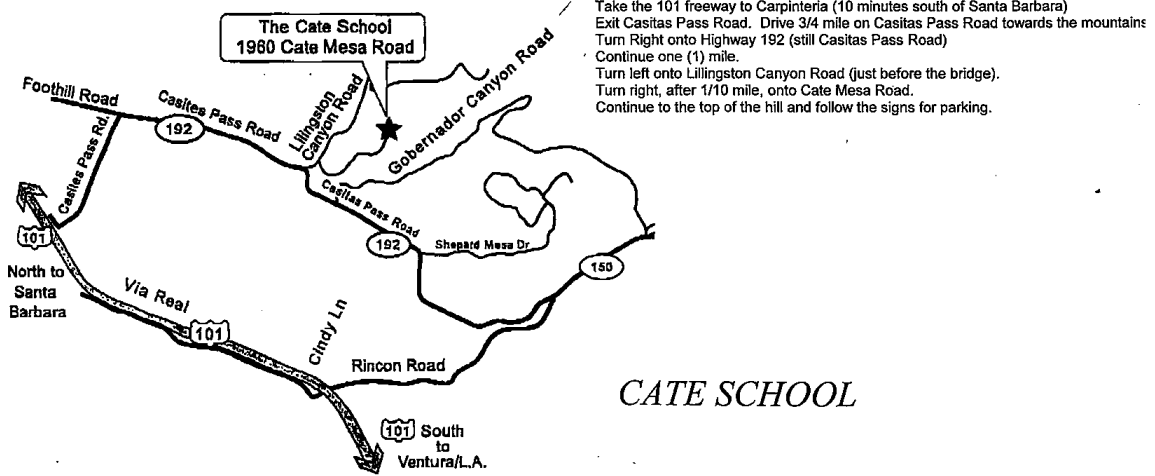 Take the 101 freeway to Carpinteria (10 minutes south of Santa Barbara)
Exit Casitas Pass Road. Drive 3/4 mile on Casitas Pass Road towards the mountains
Turn Right onto Highway 192 (still Casitas Pass Road)
Continue one (1) mile.
Turn left onto Lillingston Canyon Road (just before the bridge).
Turn right, after 1/10 mile, onto Cate Mesa Road.
Continue to the top of the hill and follow the signs for parking.
The Cate School
1960 Cate Mesa Road
Foothill Road
Casites Pass Road
192
Lillingston
Canyon Road
Gobernador Canyon Road
Casites Pass Rd.
Casitas Pass Road
192
Shepard Mesa Dr
150
101
North to
Santa
Barbara
Via Real
101
Cindy Ln
Rincon Road
CATE SCHOOL
101 South
to
Ventura/L.A.